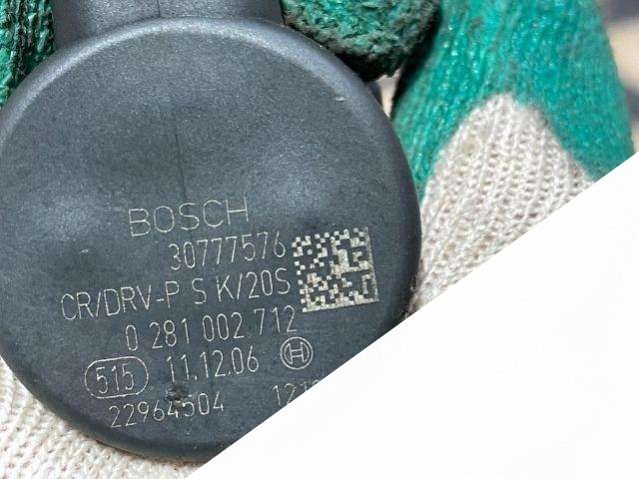 BOSCH
30777576
CR/DRV-P S K/20S
0 281 002 712
515 11.12.06 H
22964504